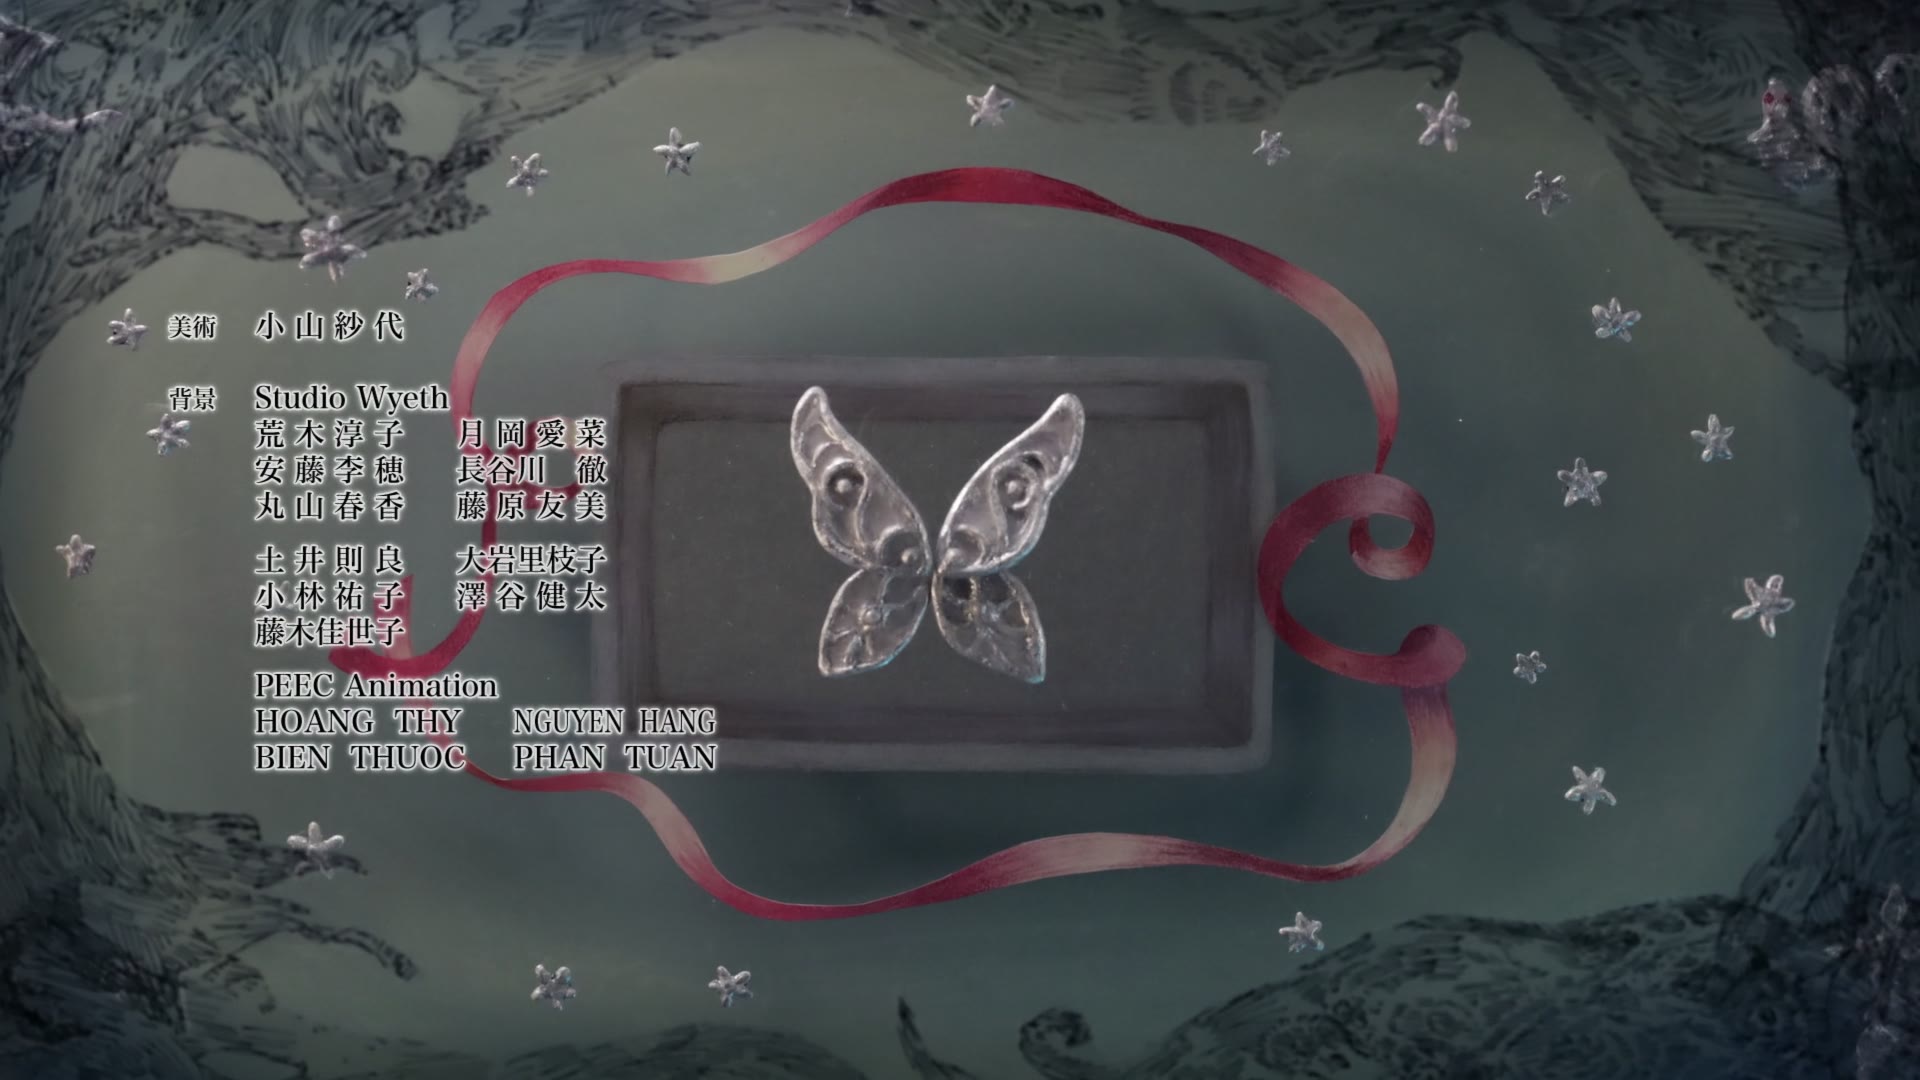 美術 小山紗代
背景 Studio Wyeth
荒木淳子 月岡愛菜
安藤李穂 長谷川 徹
丸山春香 藤原友美
土井則良 大岩里枝子
小林祐子 澤谷健太
藤木佳世子
PEEC Animation
HOANG THY NGUYEN HANG
BIEN THUOC PHAN TUAN